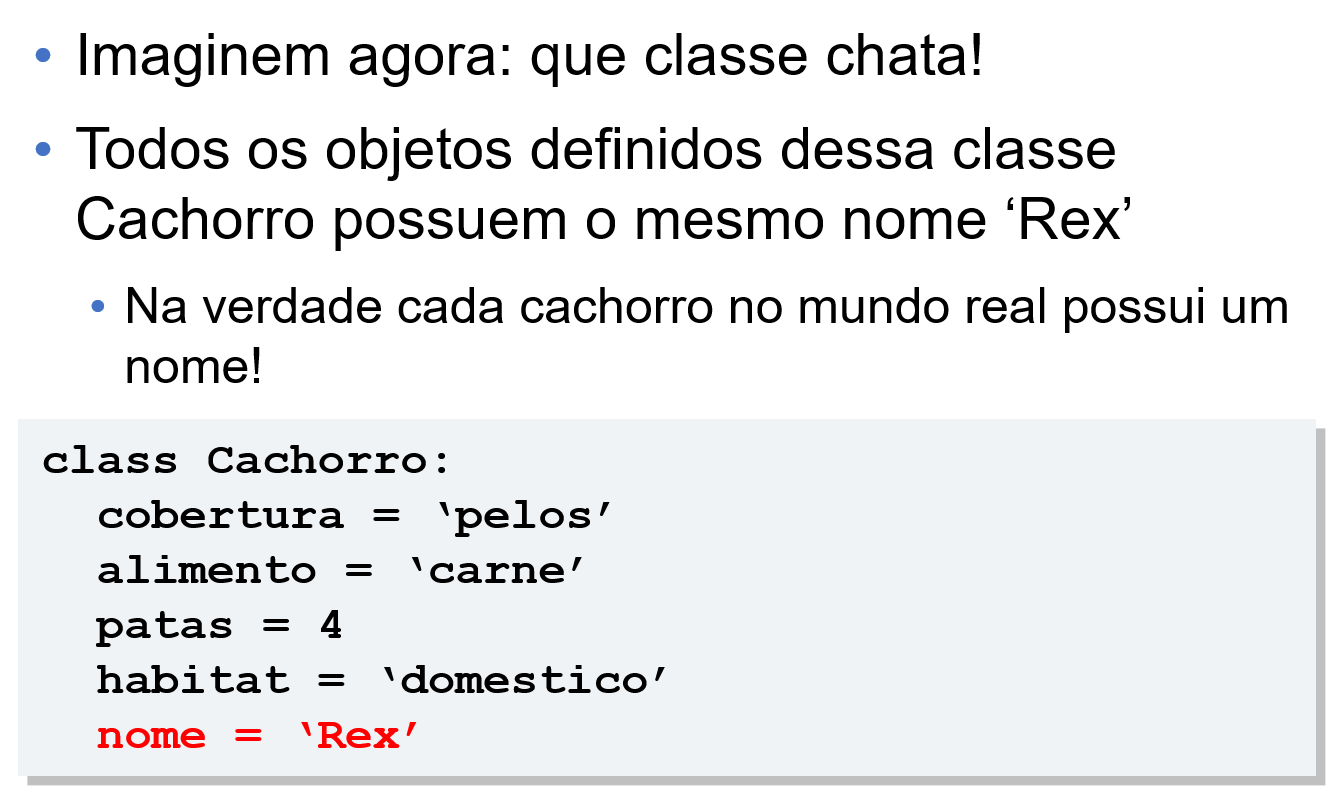 • Imaginem agora: que classe chata!
• Todos os objetos definidos dessa classe
Cachorro possuem o mesmo nome ‘Rex’
• Na verdade cada cachorro no mundo real possui um
nome!
class Cachorro:
cobertura = ‘pelos’
alimento = ‘carne’
patas = 4
habitat = ‘domestico’
nome = ‘Rex’